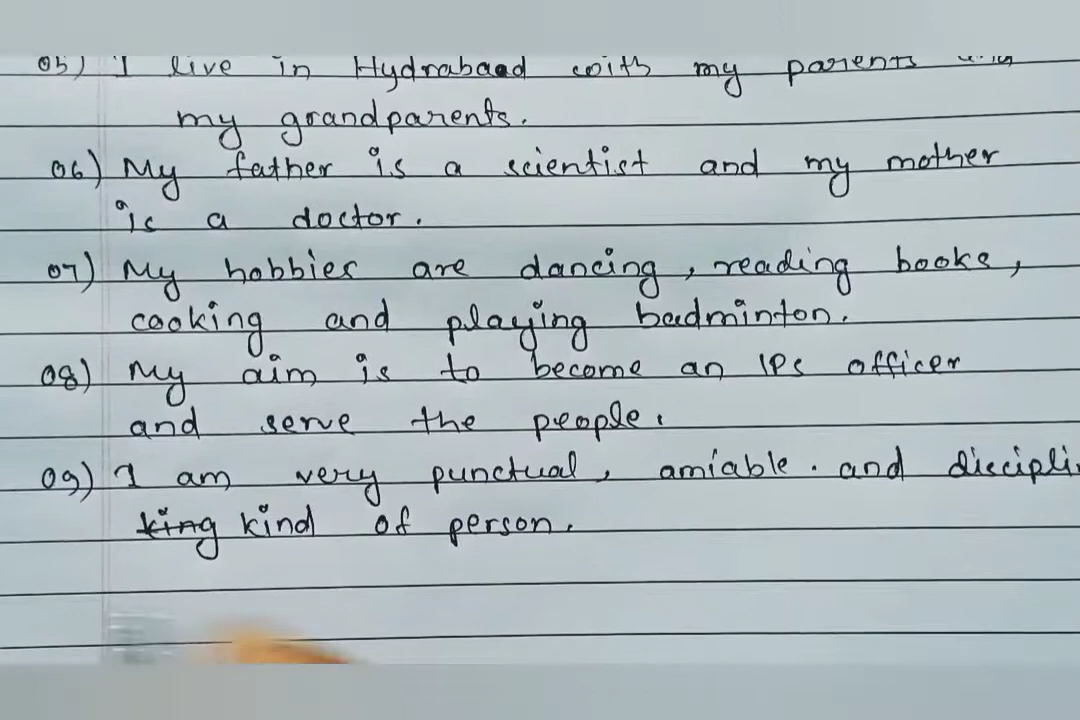 05) I live in Hydrabaad with my parents
my grandparents.
06) My father is a scientist and my mother
is a doctor.
07) My hobbies are dancing, reading books,
cooking and playing badminton.
08) My aim is to become an IPS officer
and serve the people.
09) I am very punctual, amiable. and discipli
king kind of person.